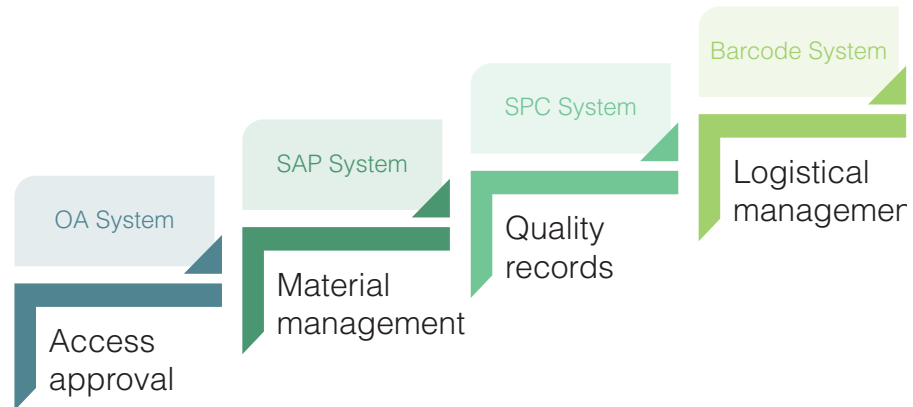 OA System
Access
approval
SAP System
Material
management
SPC System
Quality
records
Barcode System
Logistical
managemen